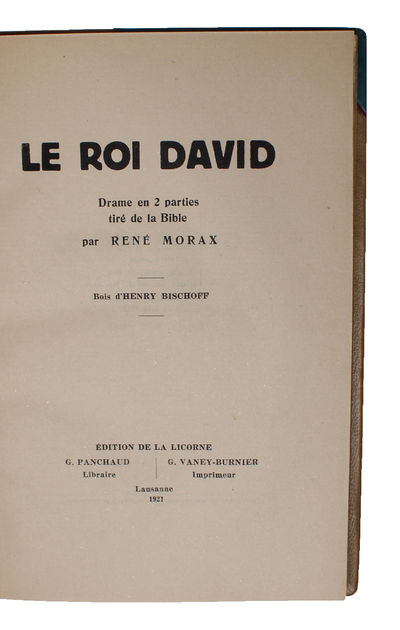 LE ROI DAVID
Drame en 2 parties
tiré de la Bible
par RENÉ MORAX
Bois d'HENRY BISCHOFF
ÉDITION DE LA LICORNE
G. PANCHAUD
Libraire
G. VANEY-BURNIER
Imprimeur
Lausanne
1921